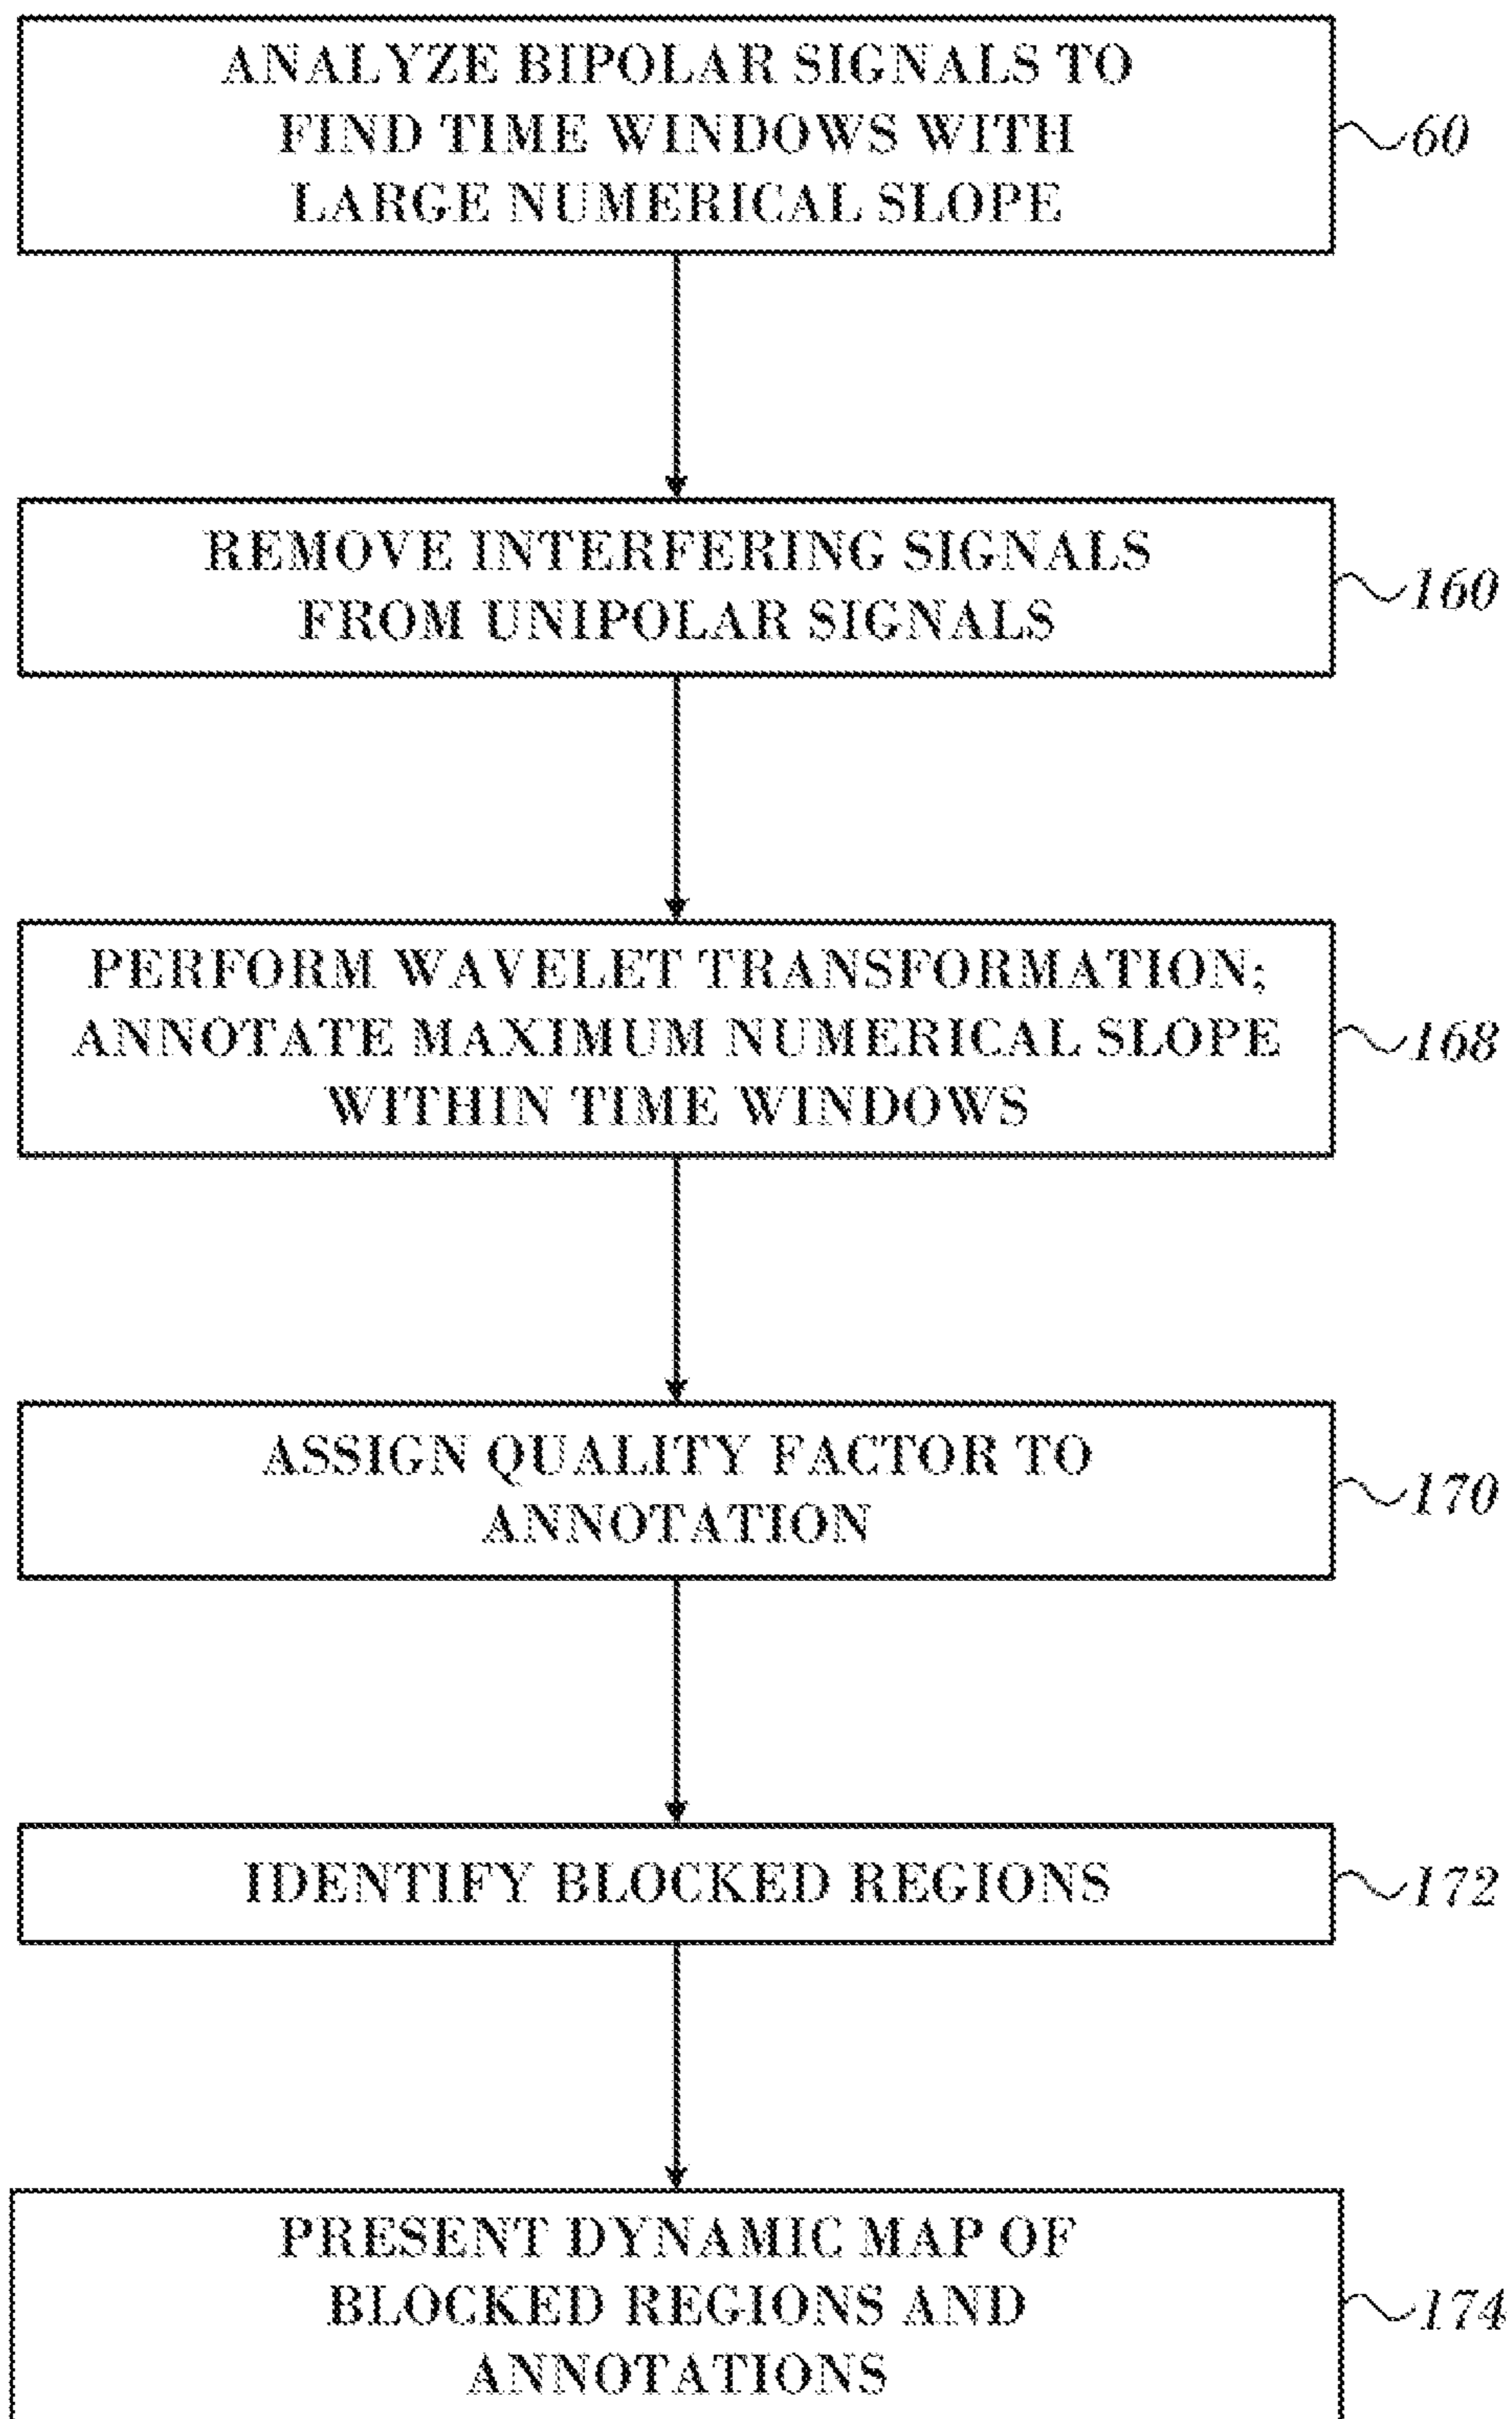 ANALYZE BIPOLAR SIGNALS TO
FIND TIME WINDOWS WITH
LARGE NUMERICAL SLOPE
60
REMOVE INTERFERING SIGNALS
FROM UNIPOLAR SIGNALS
160
PERFORM WAVELET TRANSFORMATION;
ANNOTATE MAXIMUM NUMERICAL SLOPE
WITHIN TIME WINDOWS
168
ASSIGN QUALITY FACTOR TO
ANNOTATION
170
IDENTIFY BLOCKED REGIONS
172
PRESENT DYNAMIC MAP OF
BLOCKED REGIONS AND
ANNOTATIONS
174